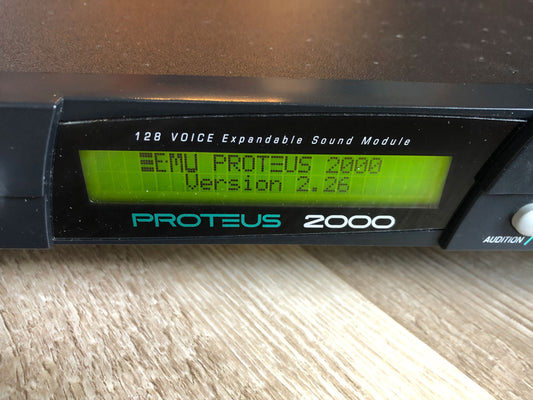 128 VOICE Expandable Sound Module
EMU PROTEUS 2000
Version 2.26
PROTEUS 2000
AUDITION